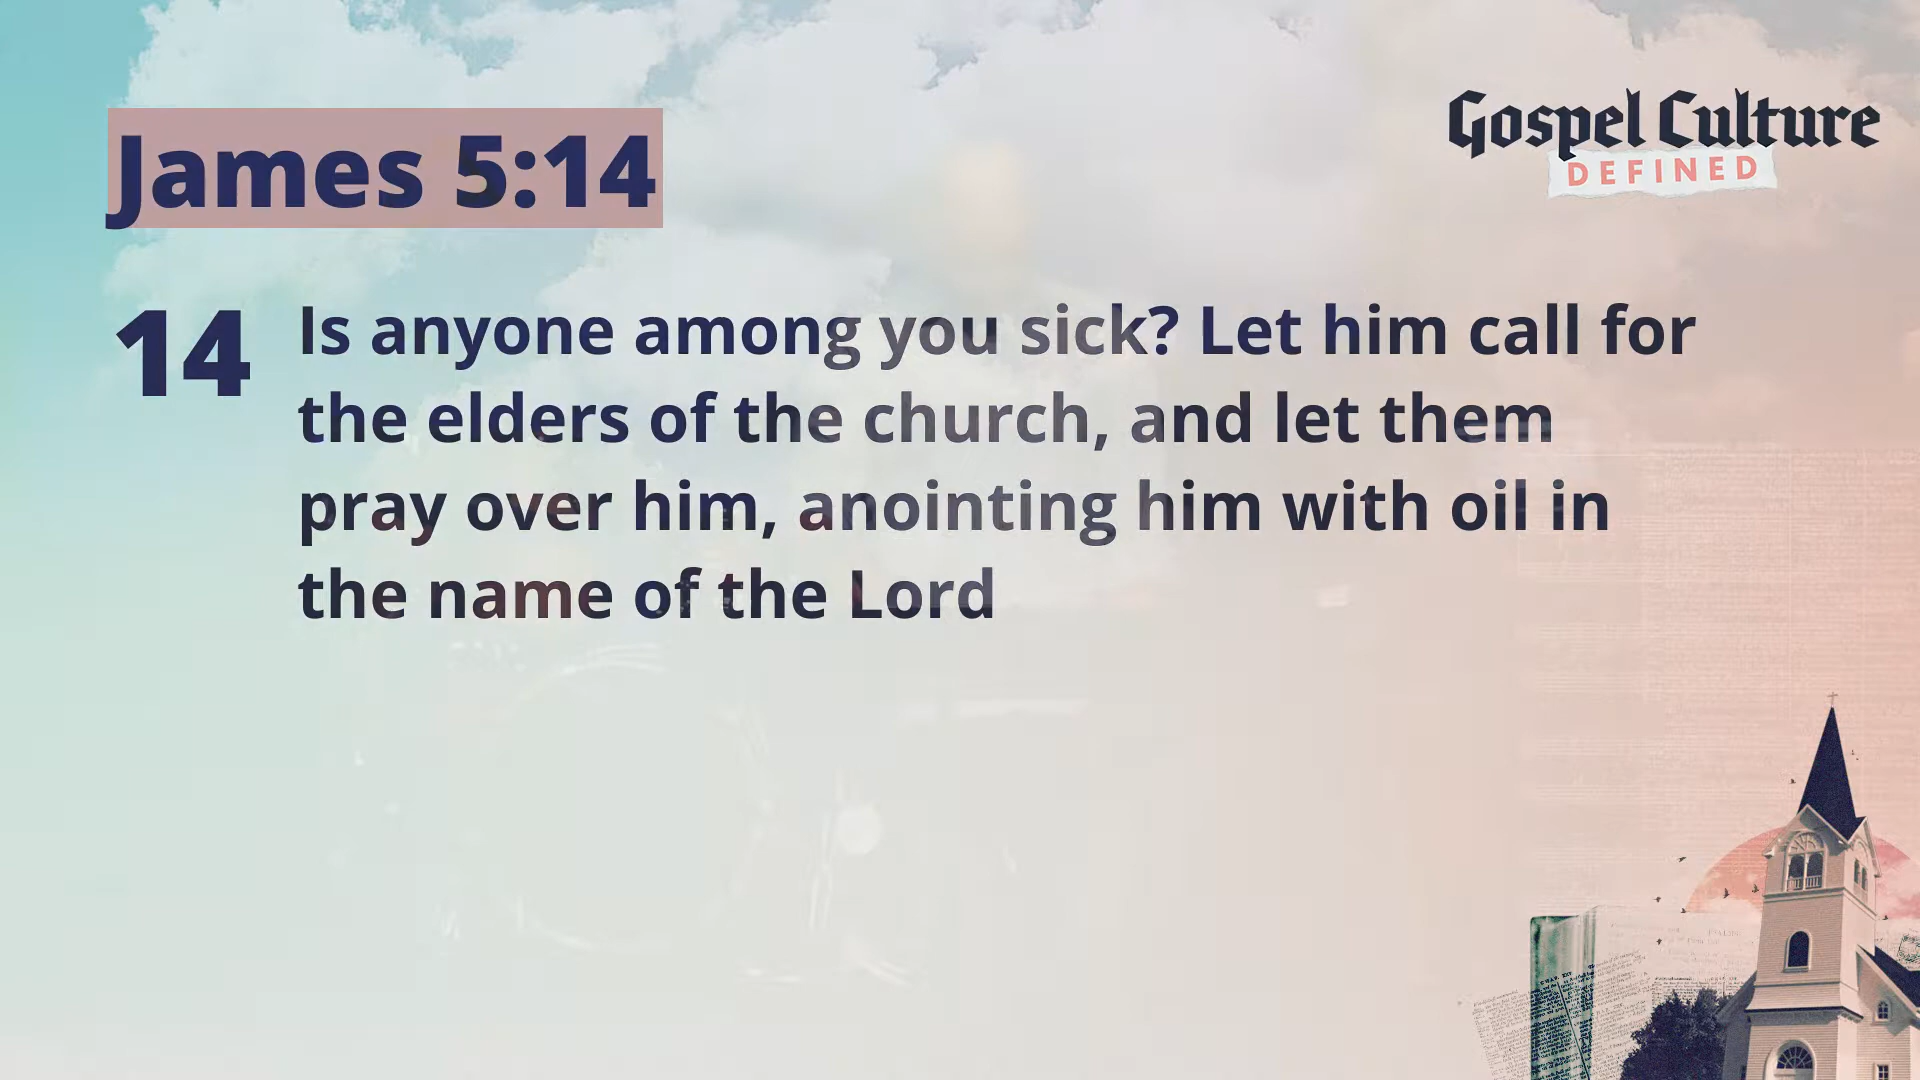 James 5:14
Gospel Culture
DEFINED
14 Is anyone among you sick? Let him call for
the elders of the church, and let them
pray over him, anointing him with oil in
the name of the Lord